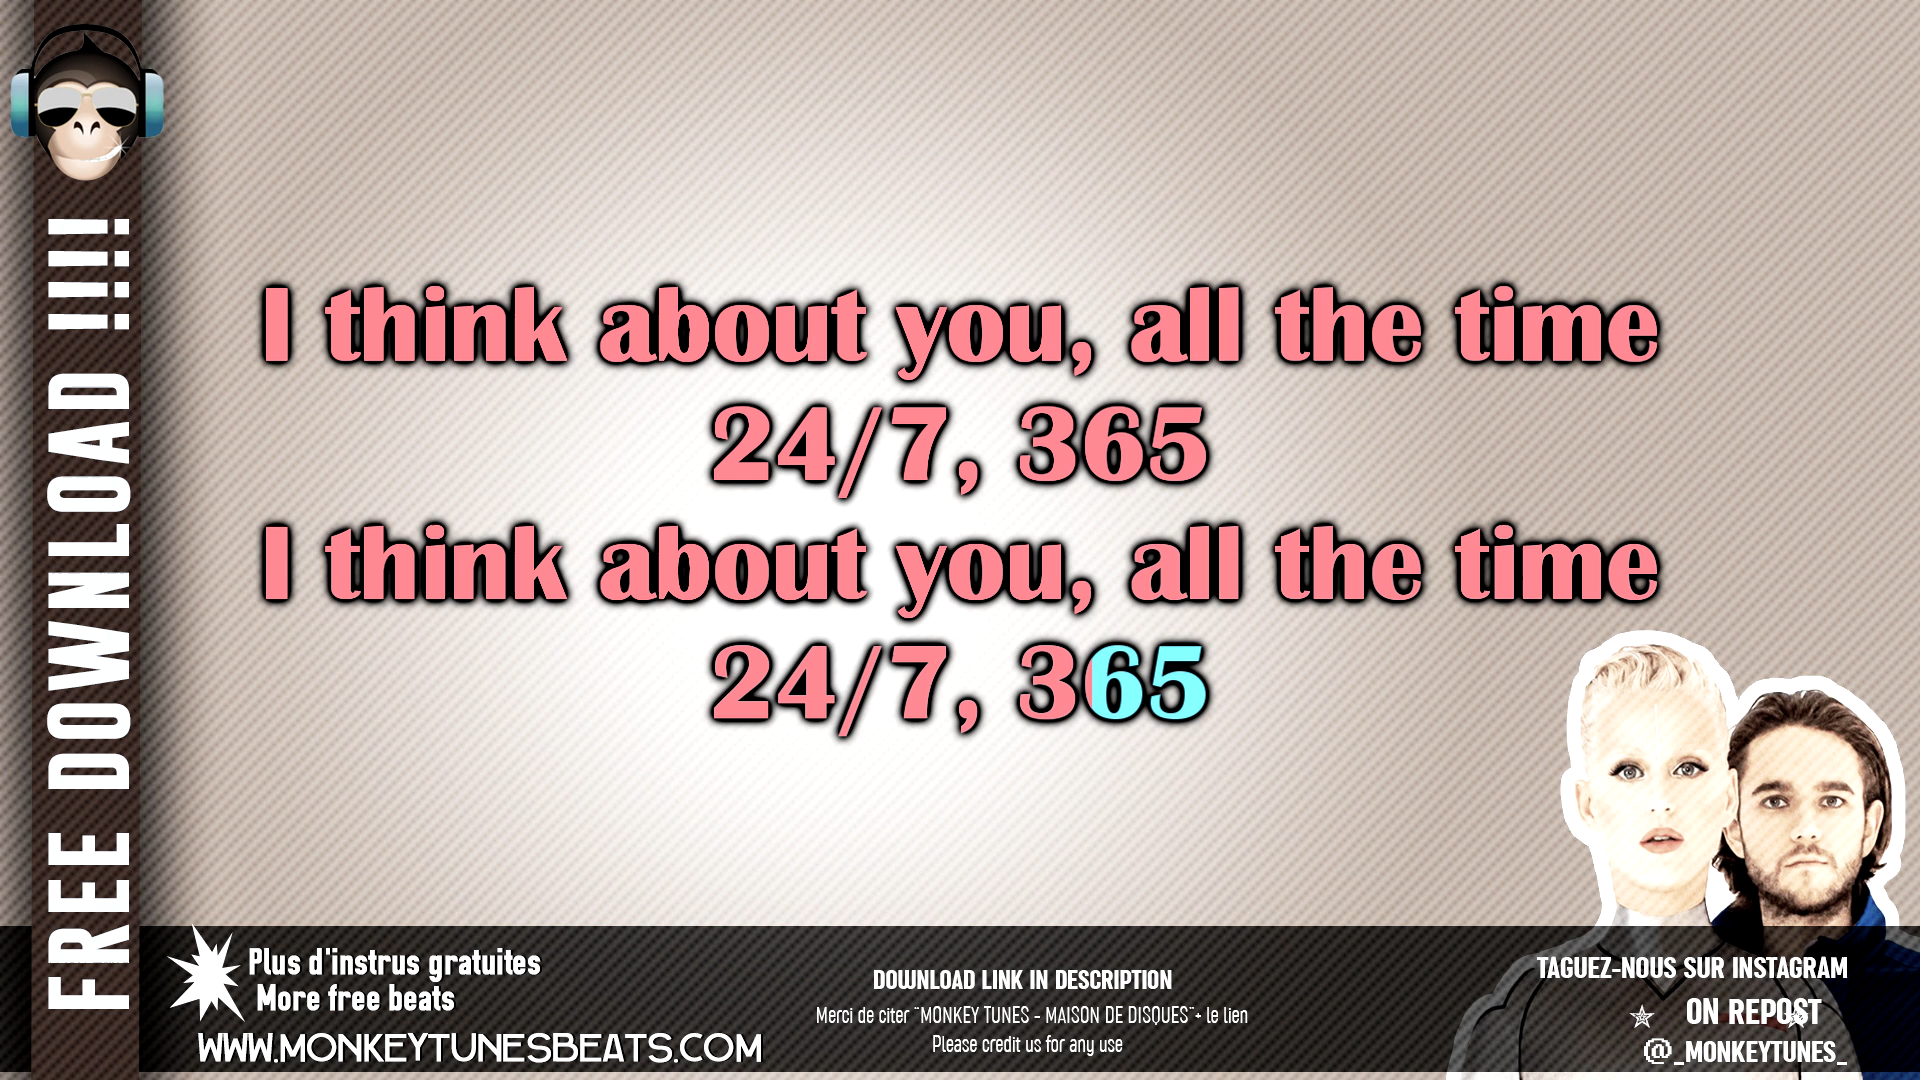 FREE DOWNLOAD !!!!
I think about you, all the time
24/7, 365
I think about you, all the time
24/7, 365
Plus d'instrus gratuites
More free beats
WWW.MONKEYTUNESBEATS.COM
DOWNLOAD LINK IN DESCRIPTION
Merci de citer "MONKEY TUNES - MAISON DE DISQUES"+ le lien
Please credit us for any use
TAGUEZ-NOUS SUR INSTAGRAM
ON REPOST
@_MONKEYTUNES_